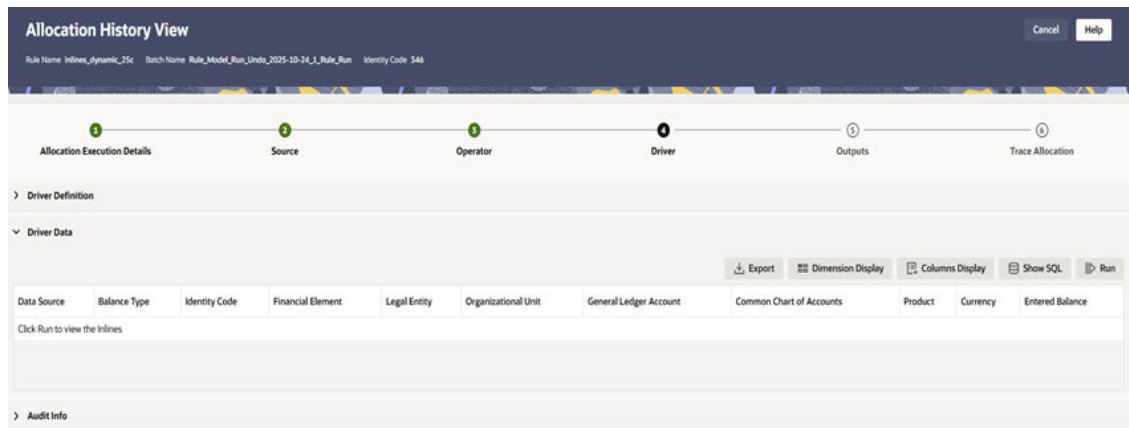 Allocation History View
Cancel
Help
Rule Name Inlines_dynamic_25c Batch Name Rule_Model_Run_Undo_2025-10-24_1_Rule_Run Identity Code 346
1 2 3 4 5 6
Allocation Execution Details Source Operator Driver Outputs Trace Allocation
Driver Definition
Driver Data
Export Dimension Display Columns Display Show SQL Run
Data Source Balance Type Identity Code Financial Element Legal Entity Organizational Unit General Ledger Account Common Chart of Accounts Product Currency Entered Balance
Click Run to view the Inlines
Audit Info